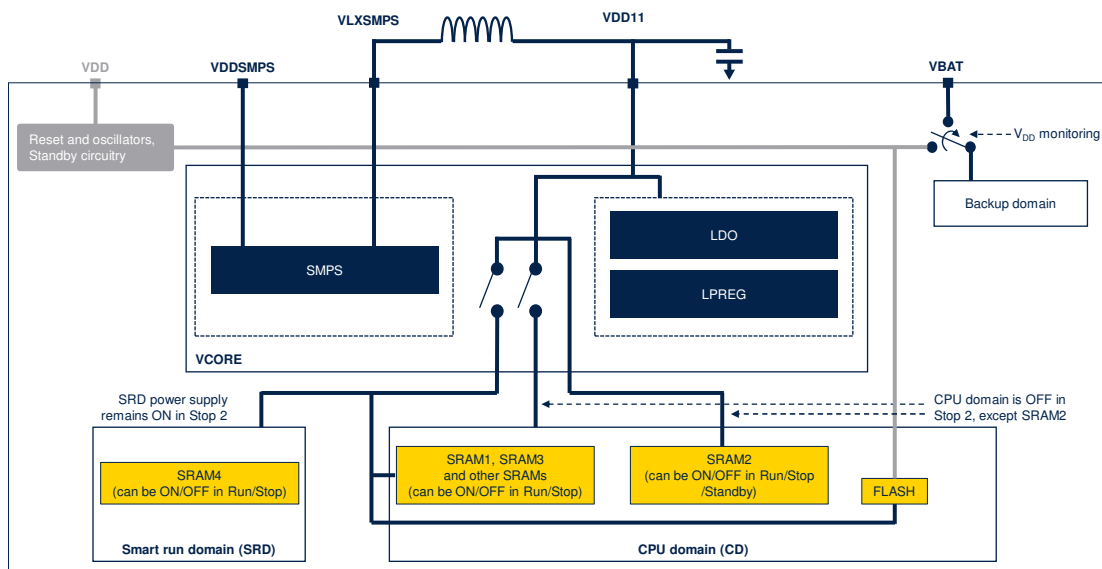 VLXSMPS
VDD11
VDD
VDDSMPS
VBAT
Reset and oscillators,
Standby circuitry
VDD monitoring
Backup domain
LDO
SMPS
LPREG
VCORE
SRD power supply
remains ON in Stop 2
CPU domain is OFF in
Stop 2, except SRAM2
SRAM4
(can be ON/OFF in Run/Stop)
SRAM1, SRAM3
and other SRAMs
(can be ON/OFF in Run/Stop)
SRAM2
(can be ON/OFF in Run/Stop
/Standby)
FLASH
Smart run domain (SRD)
CPU domain (CD)